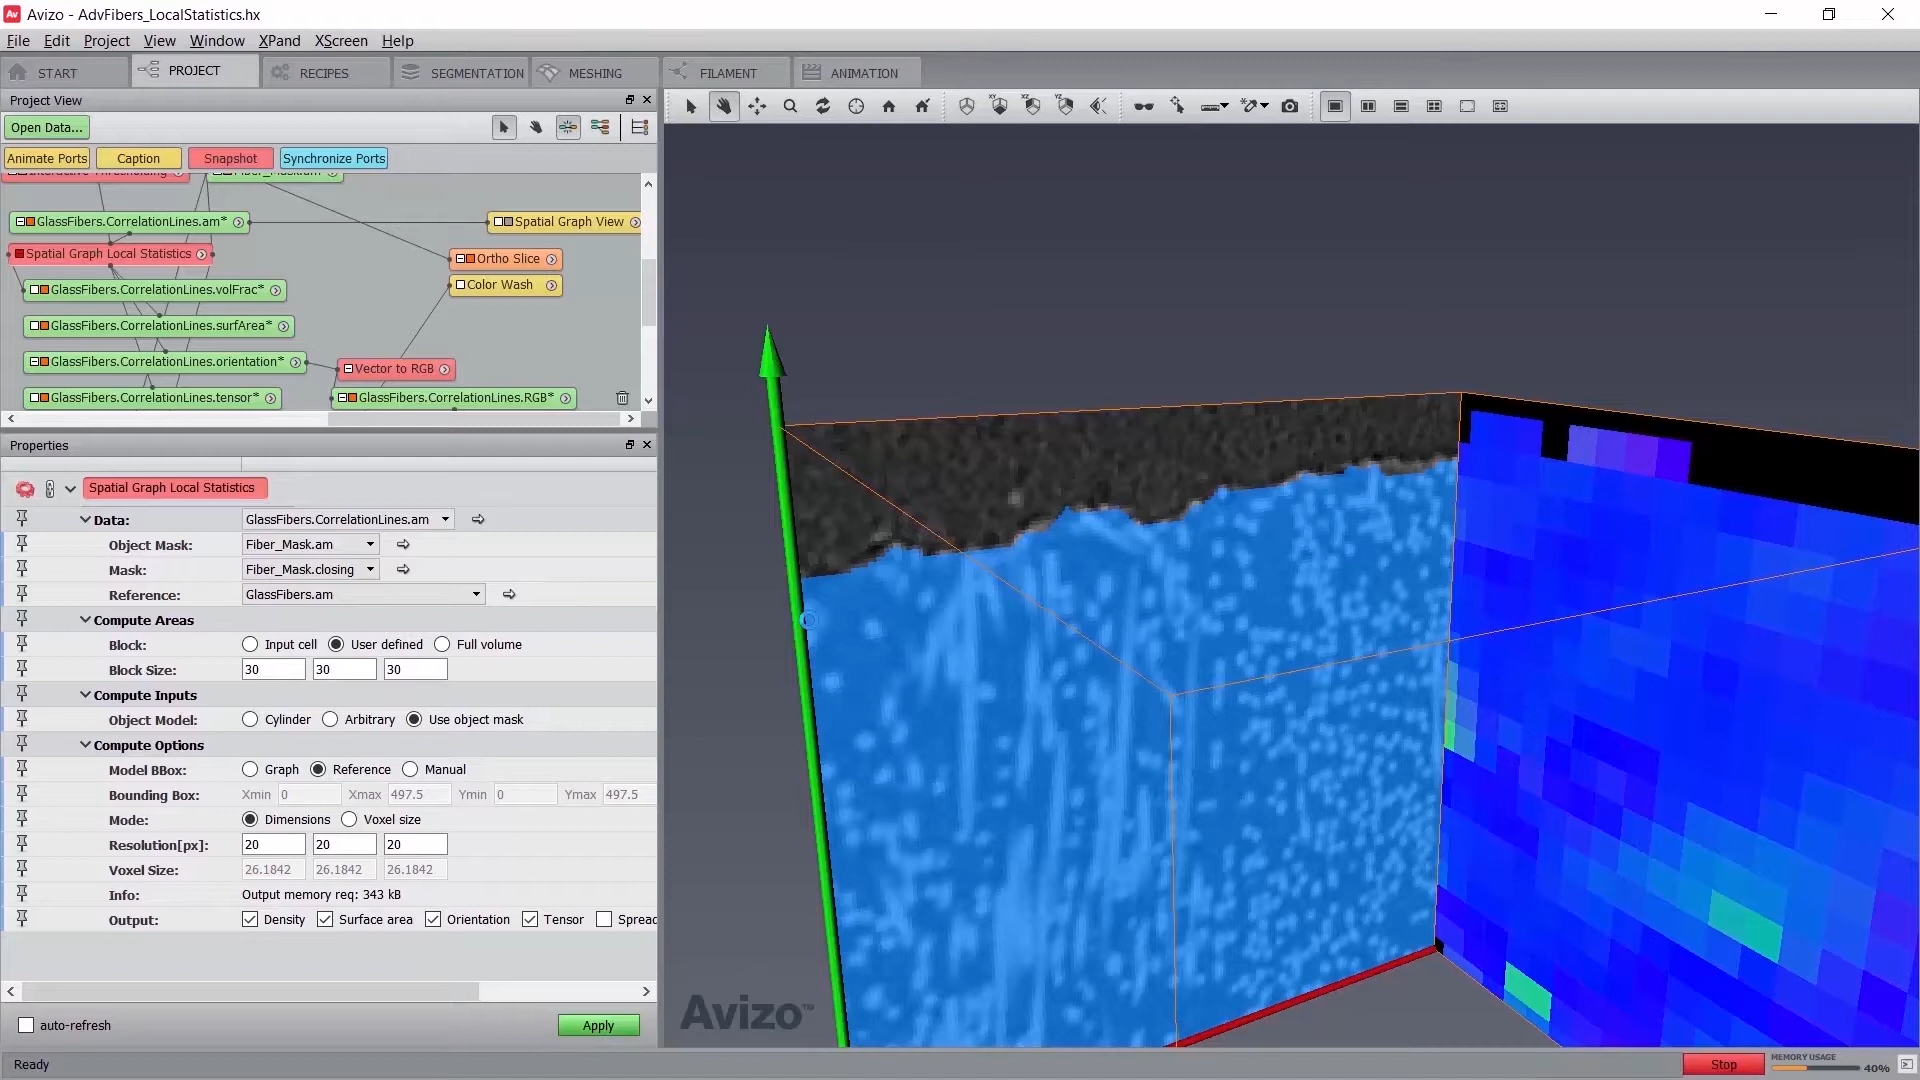 Avizo - AdvFibers_LocalStatistics.hx
File Edit Project View Window XPand XScreen Help
START PROJECT RECIPES SEGMENTATION MESHING FILAMENT ANIMATION
Project View
Open Data...
Animate Ports Caption Snapshot Synchronize Ports
Interactive Thresholding Fiber_Mask.am
GlassFibers.CorrelationLines.am* Spatial Graph View
Spatial Graph Local Statistics Ortho Slice
GlassFibers.CorrelationLines.volFrac* Color Wash
GlassFibers.CorrelationLines.surfArea*
GlassFibers.CorrelationLines.orientation* Vector to RGB
GlassFibers.CorrelationLines.tensor* GlassFibers.CorrelationLines.RGB*
Properties
Spatial Graph Local Statistics
Data: GlassFibers.CorrelationLines.am
Object Mask: Fiber_Mask.am
Mask: Fiber_Mask.closing
Reference: GlassFibers.am
Compute Areas
Block: Input cell User defined Full volume
Block Size: 30 30 30
Compute Inputs
Object Model: Cylinder Arbitrary Use object mask
Compute Options
Model BBox: Graph Reference Manual
Bounding Box: Xmin 0 Xmax 497.5 Ymin 0 Ymax 497.5
Mode: Dimensions Voxel size
Resolution[px]: 20 20 20
Voxel Size: 26.1842 26.1842 26.1842
Info: Output memory req: 343 kB
Output: Density Surface area Orientation Tensor Spreac
auto-refresh Apply
Avizo™
Ready Stop MEMORY USAGE 40%